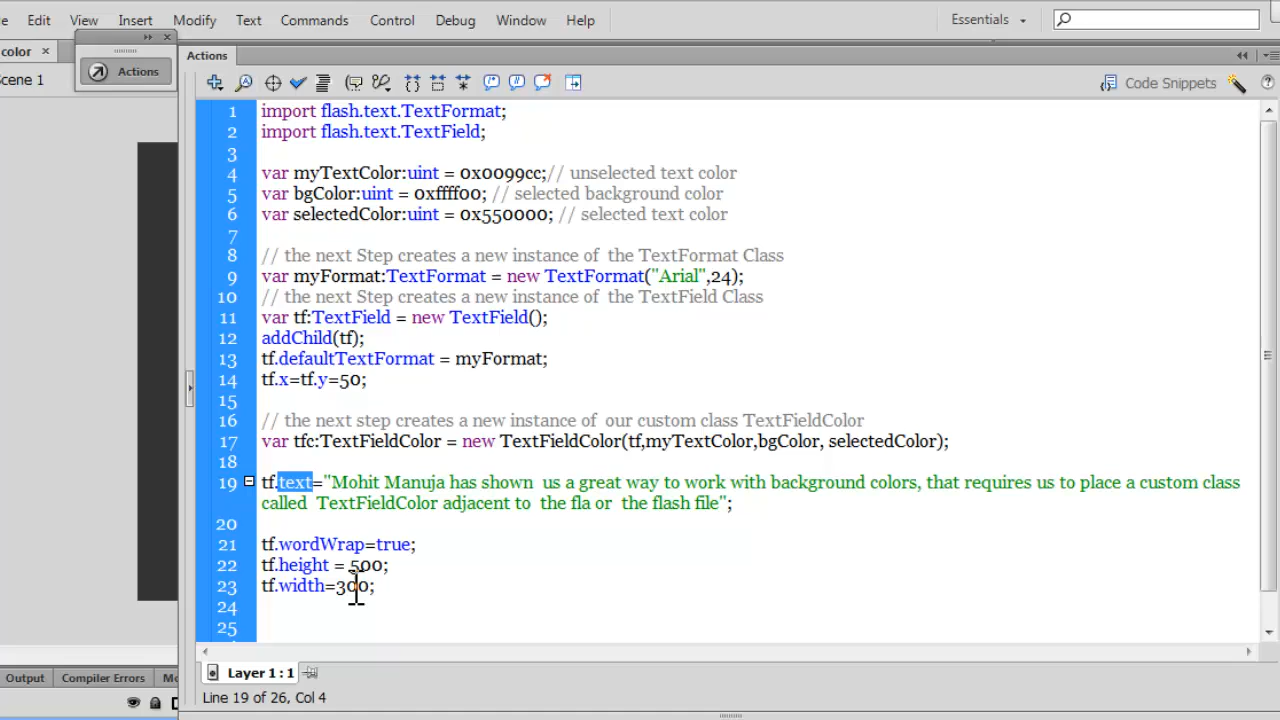 Edit View Insert Modify Text Commands Control Debug Window Help Essentials
color
Actions
Scene 1
Actions
Code Snippets
1 import flash.text.TextFormat;
2 import flash.text.TextField;
3
4 var myTextColor:uint = 0x0099cc;// unselected text color
5 var bgColor:uint = 0xffff00; // selected background color
6 var selectedColor:uint = 0x550000; // selected text color
7
8 // the next Step creates a new instance of the TextFormat Class
9 var myFormat:TextFormat = new TextFormat("Arial",24);
10 // the next Step creates a new instance of the TextField Class
11 var tf:TextField = new TextField();
12 addChild(tf);
13 tf.defaultTextFormat = myFormat;
14 tf.x=tf.y=50;
15
16 // the next step creates a new instance of our custom class TextFieldColor
17 var tfc:TextFieldColor = new TextFieldColor(tf,myTextColor,bgColor, selectedColor);
18
19 tf.text="Mohit Manuja has shown us a great way to work with background colors, that requires us to place a custom class
called TextFieldColor adjacent to the fla or the flash file";
20
21 tf.wordWrap=true;
22 tf.height = 500;
23 tf.width=300;
24
25
Layer 1 : 1
Output Compiler Errors
Line 19 of 26, Col 4